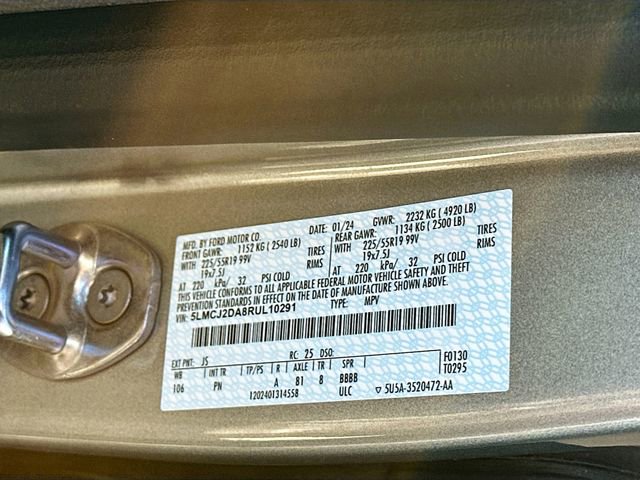 MFD. BY FORD MOTOR CO. DATE: 01/24 GVWR: 2232 KG ( 4920 LB)
FRONT GAWR: 1152 KG ( 2540 LB) REAR GAWR: 1134 KG ( 2500 LB)
WITH 225/55R19 99V TIRES WITH 225/55R19 99V TIRES
19x7.5J RIMS 19x7.5J RIMS
AT 220 kPa/ 32 PSI COLD AT 220 kPa/ 32 PSI COLD
THIS VEHICLE CONFORMS TO ALL APPLICABLE FEDERAL MOTOR VEHICLE SAFETY AND THEFT
PREVENTION STANDARDS IN EFFECT ON THE DATE OF MANUFACTURE SHOWN ABOVE.
VIN: 5LMCJ2DA8RUL10291 TYPE: MPV
EXT PNT: JS RC: 25 DSO: F0130
WB INT TR TP/PS R AXLE TR SPR T0295
106 PN A B1 8 BBBB
1202401314558 ULC ▽ 5U5A-3520472-AA